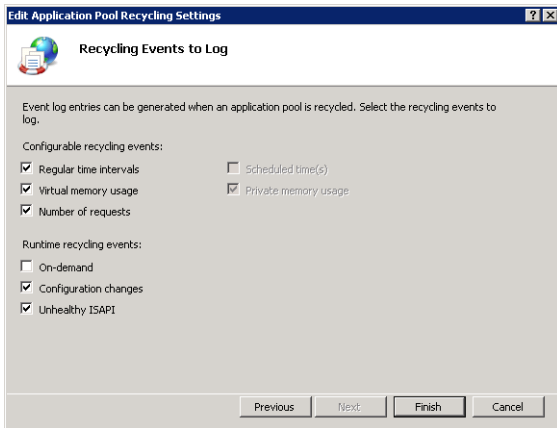 Edit Application Pool Recycling Settings
Recycling Events to Log
Event log entries can be generated when an application pool is recycled. Select the recycling events to
log.
Configurable recycling events:
Regular time intervals
Scheduled time(s)
Virtual memory usage
Private memory usage
Number of requests
Runtime recycling events:
On-demand
Configuration changes
Unhealthy ISAPI
Previous
Next
Finish
Cancel